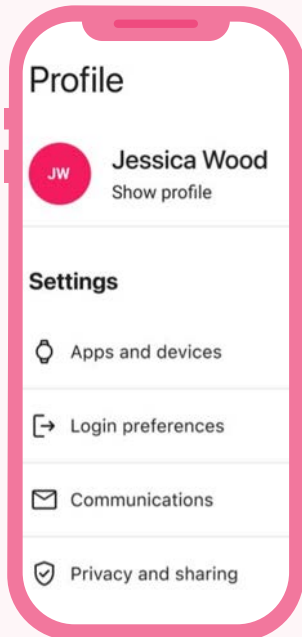 Profile
JW
Jessica Wood
Show profile
Settings
Apps and devices
Login preferences
Communications
Privacy and sharing